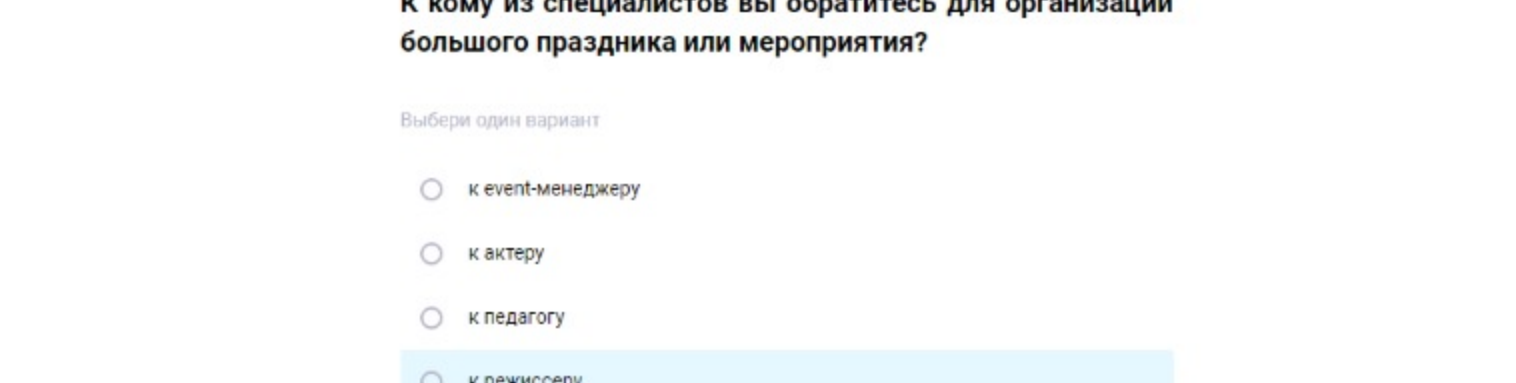 К кому из специалистов вы обратитесь для организации
большого праздника или мероприятия?
Выбери один вариант
к event-менеджеру
к актеру
к педагогу
к режиссеру